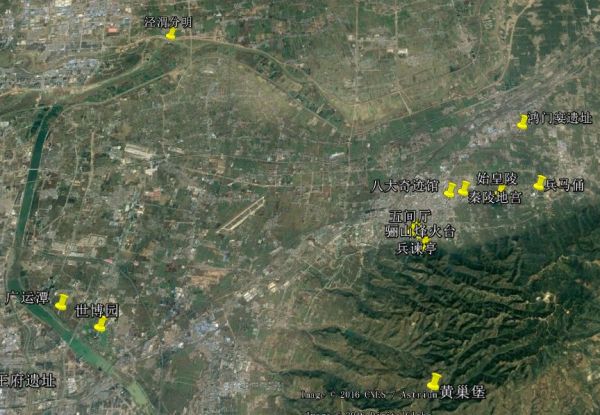 泾渭分明
鸿门宴遗址
八大奇迹馆
始皇陵
兵马俑
秦陵地宫
五间厅
骊山烽火台
兵谏亭
广运潭
世博园
王府遗址
黄巢堡
Image © 2016 CNES / Astrium